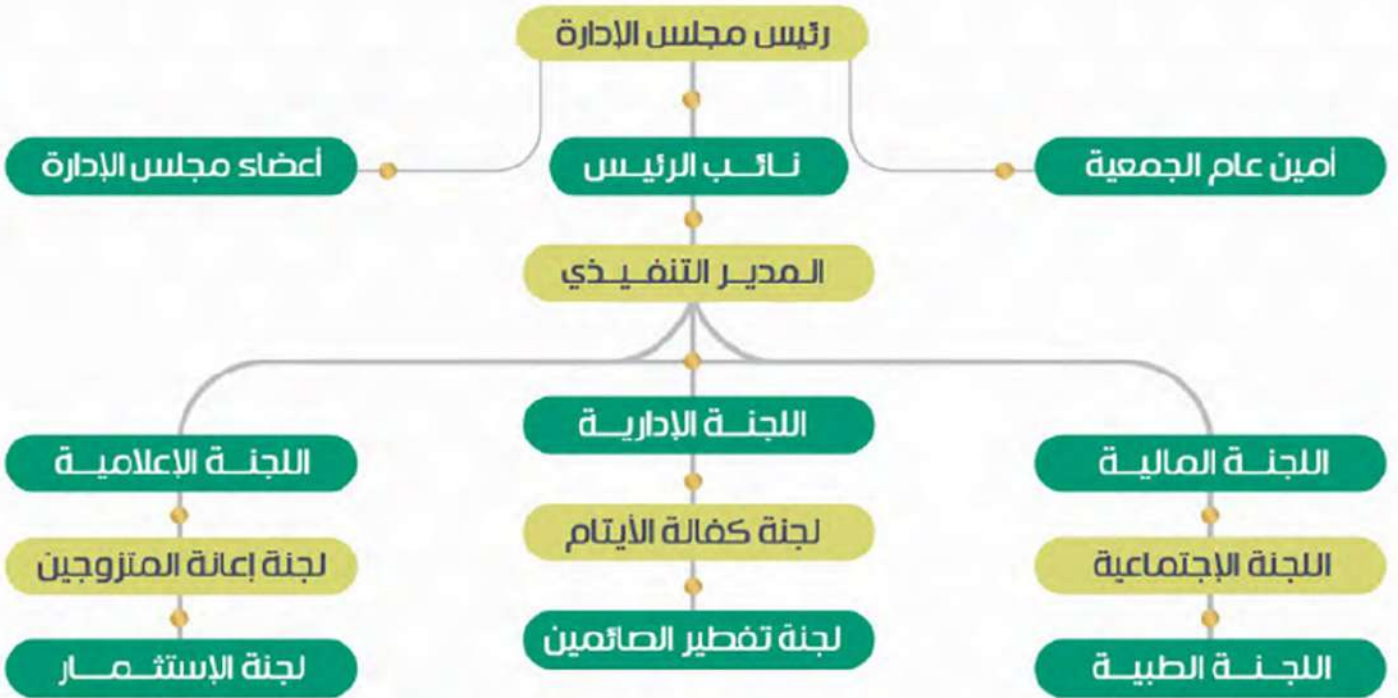 رئيس مجلس الإدارة
أمين عام الجمعية
نائب الرئيس
أعضاء مجلس الإدارة
المدير التنفيذي
اللجنة الإدارية
اللجنة المالية
اللجنة الإعلامية
لجنة كفالة الأيتام
اللجنة الإجتماعية
لجنة إعانة المتزوجين
لجنة تفطير الصائمين
اللجنة الطبية
لجنة الإستثمار